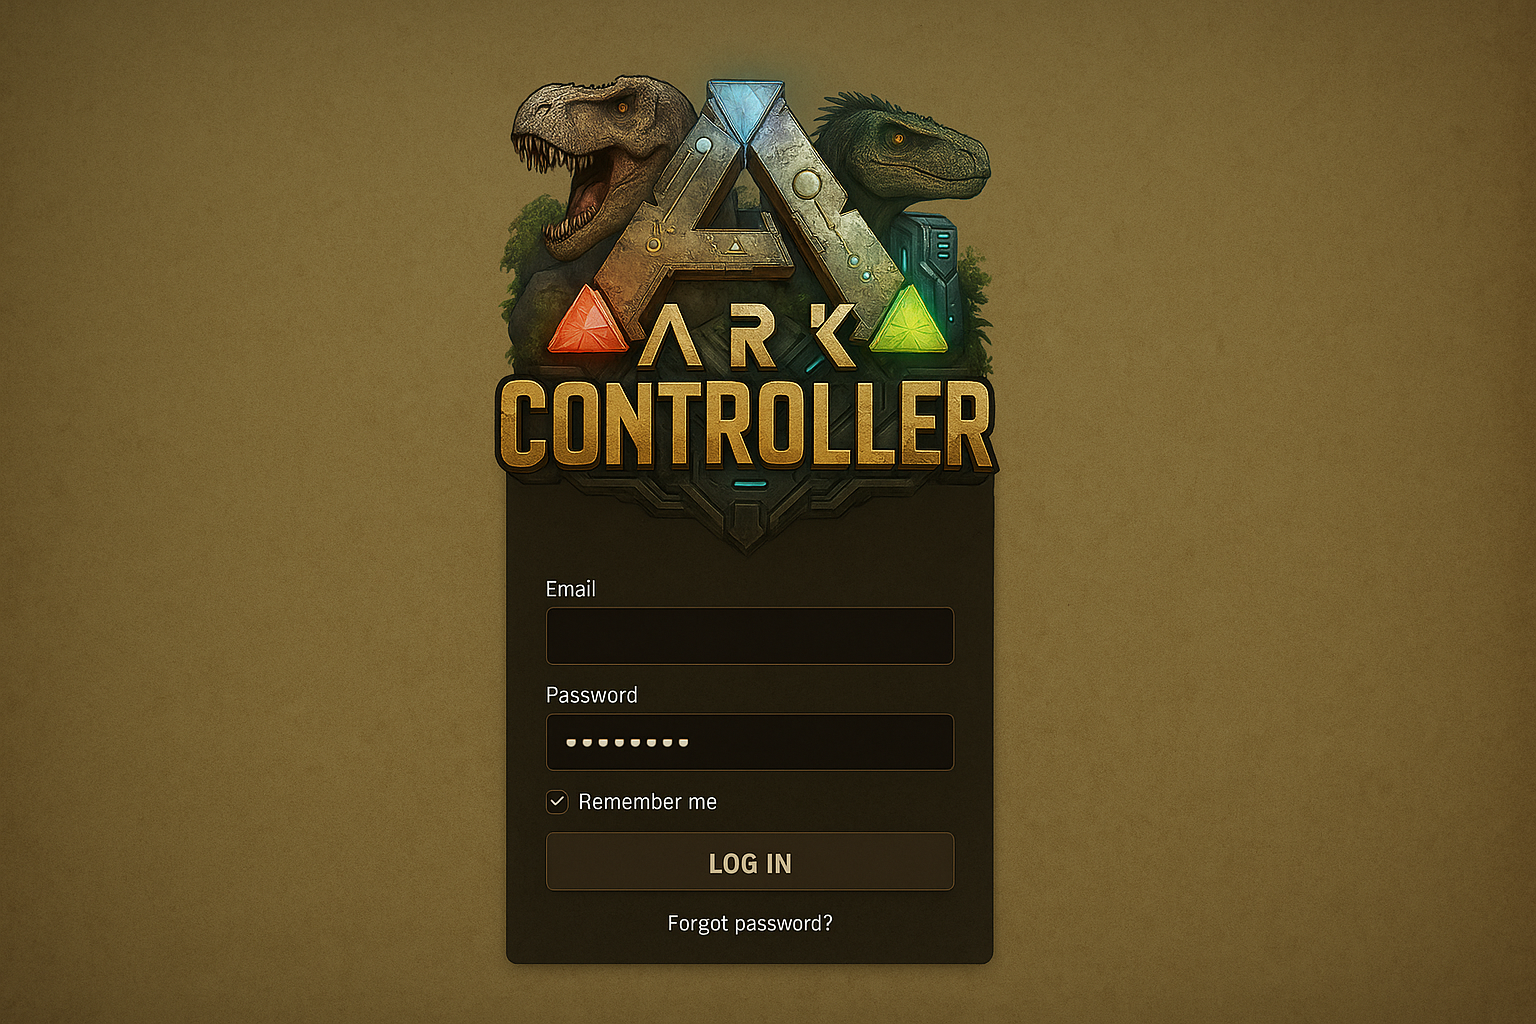 ARK
CONTROLLER
Email
Password
Remember me
LOG IN
Forgot password?